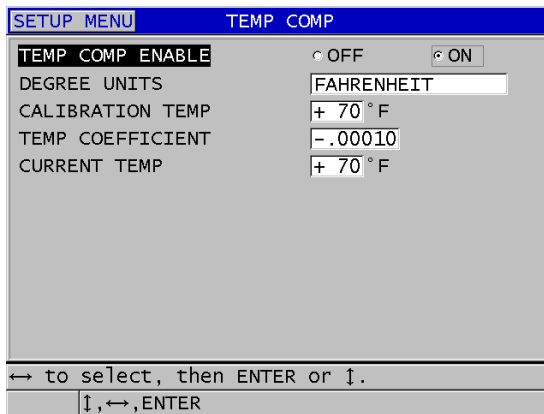 SETUP MENU TEMP COMP
TEMP COMP ENABLE OFF ON
DEGREE UNITS FAHRENHEIT
CALIBRATION TEMP + 70 °F
TEMP COEFFICIENT -.00010
CURRENT TEMP + 70 °F
↔ to select, then ENTER or ↕.
↕,↔,ENTER